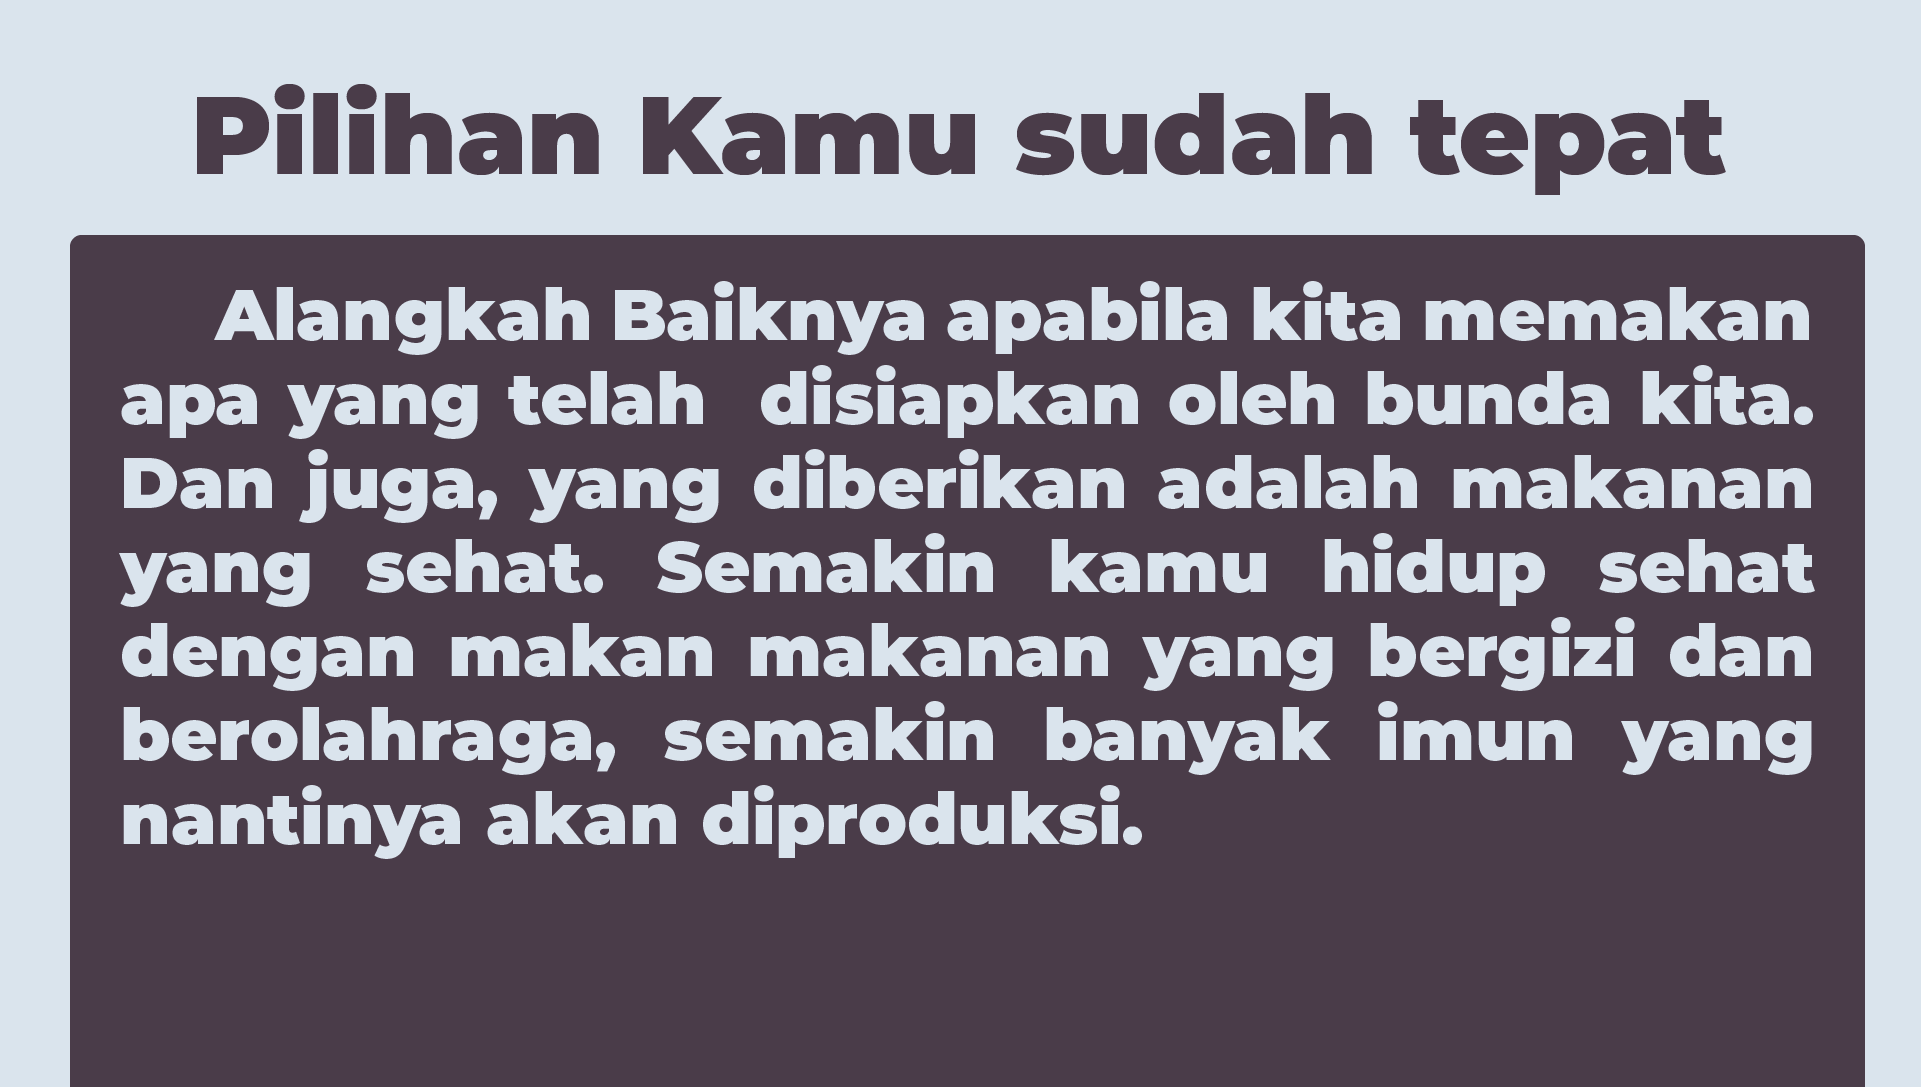 Pilihan Kamu sudah tepat
Alangkah Baiknya apabila kita memakan
apa yang telah  disiapkan oleh bunda kita.
Dan juga, yang diberikan adalah makanan
yang sehat. Semakin kamu hidup sehat
dengan makan makanan yang bergizi dan
berolahraga, semakin banyak imun yang
nantinya akan diproduksi.